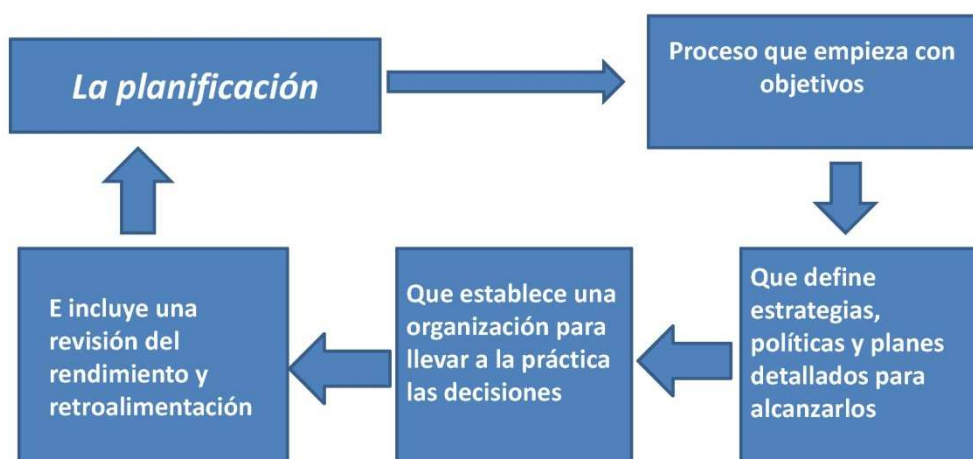 La planificación
Proceso que empieza con
objetivos
Que define
estrategias,
políticas y planes
detallados para
alcanzarlos
Que establece una
organización para
llevar a la práctica
las decisiones
E incluye una
revisión del
rendimiento y
retroalimentación